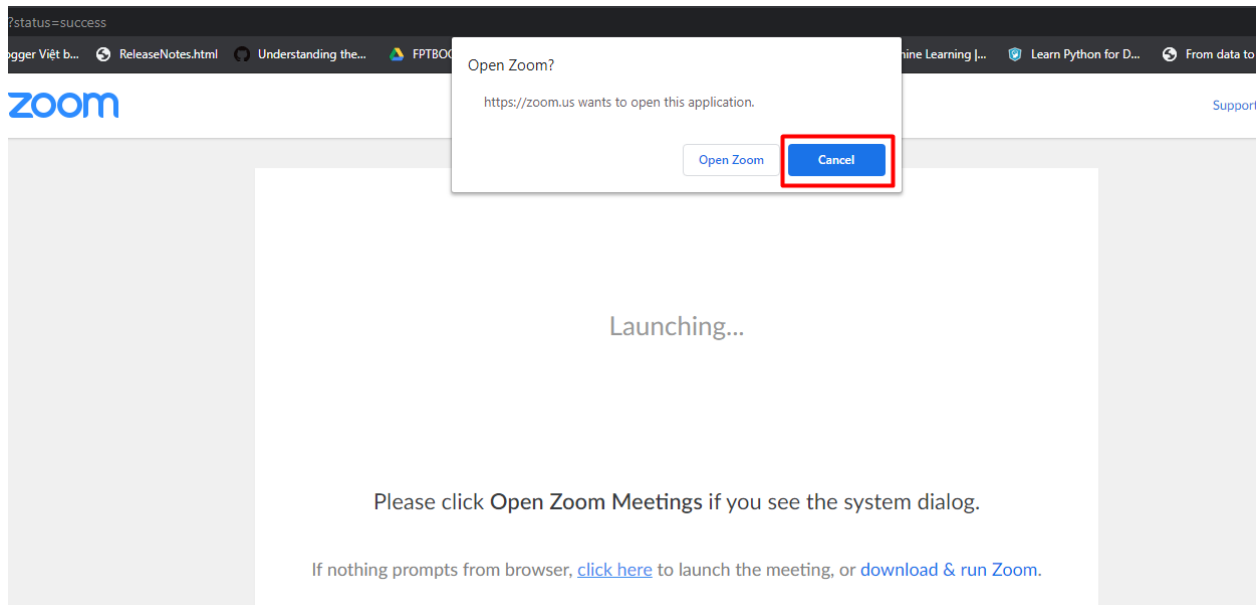 ?status=success
ogger Việt b... ReleaseNotes.html Understanding the... FPTBO hine Learning |... Learn Python for D... From data to
Open Zoom?
https://zoom.us wants to open this application.
Open Zoom Cancel
zoom Support
Launching...
Please click Open Zoom Meetings if you see the system dialog.
If nothing prompts from browser, click here to launch the meeting, or download & run Zoom.